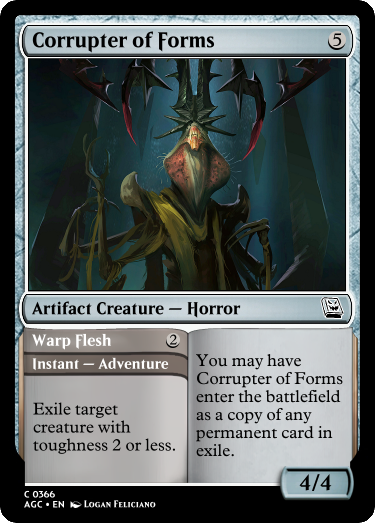 Corrupter of Forms 5
Artifact Creature — Horror
Warp Flesh 2
Instant — Adventure
Exile target
creature with
toughness 2 or less.
You may have
Corrupter of Forms
enter the battlefield
as a copy of any
permanent card in
exile.
4/4
C 0366
AGC • EN LOGAN FELICIANO